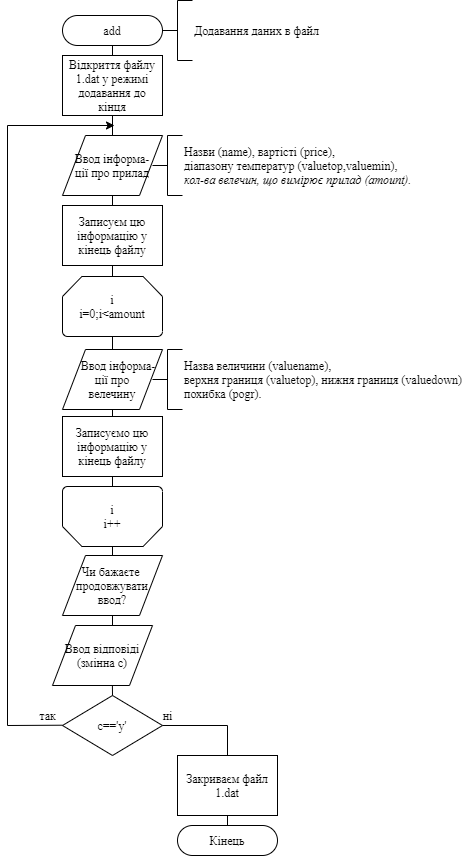 add
Додавання даних в файл
Відкриття файлу
1.dat у режимі
додавання до
кінця
Ввод інформа-
ції про прилад
Назви (name), вартісті (price),
діапазону температур (valuetop,valuemin),
кол-ва велечин, що вимірює прилад (amount).
Записуєм цю
інформацію у
кінець файлу
i
i=0;i<amount
Ввод інформа-
ції про
велечину
Назва величини (valuename),
верхня границя (valuetop), нижня границя (valuedown)
похибка (pogr).
Записуємо цю
інформацію у
кінець файлу
i
i++
Чи бажаєте
продовжувати
ввод?
Ввод відповіді
(змінна c)
так
c=='y'
ні
Закриваєм файл
1.dat
Кінець